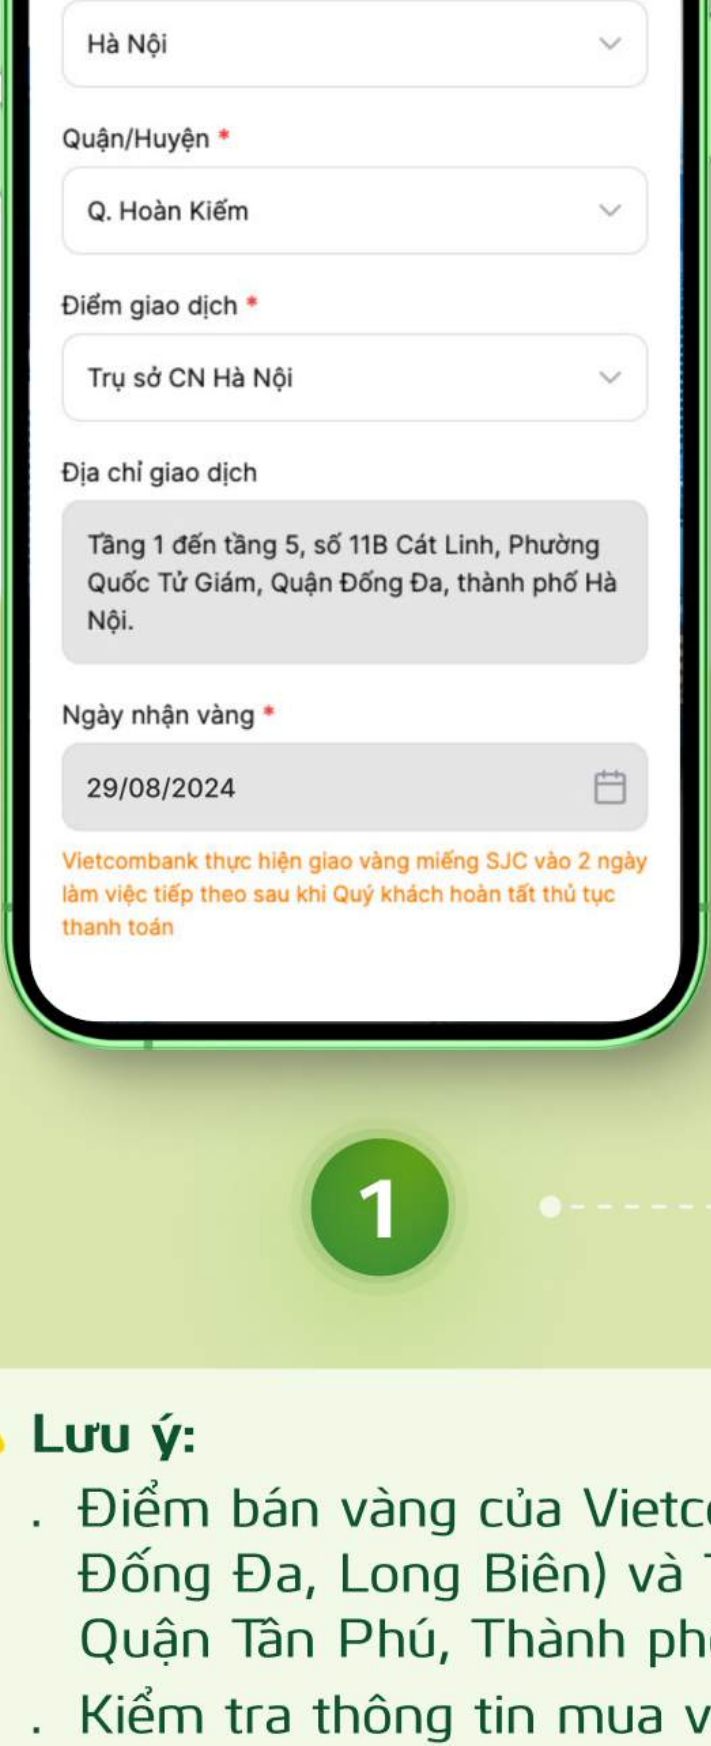 Hà Nội
Quận/Huyện *
Q. Hoàn Kiếm
Điểm giao dịch *
Trụ sở CN Hà Nội
Địa chỉ giao dịch
Tầng 1 đến tầng 5, số 11B Cát Linh, Phường
Quốc Tử Giám, Quận Đống Đa, thành phố Hà
Nội.
Ngày nhận vàng *
29/08/2024
Vietcombank thực hiện giao vàng miếng SJC vào 2 ngày
làm việc tiếp theo sau khi Quý khách hoàn tất thủ tục
thanh toán
1
Lưu ý:
. Điểm bán vàng của
Đống Đa, Long Biên) và
Quận Tân Phú, Thành
. Kiểm tra thông tin mua